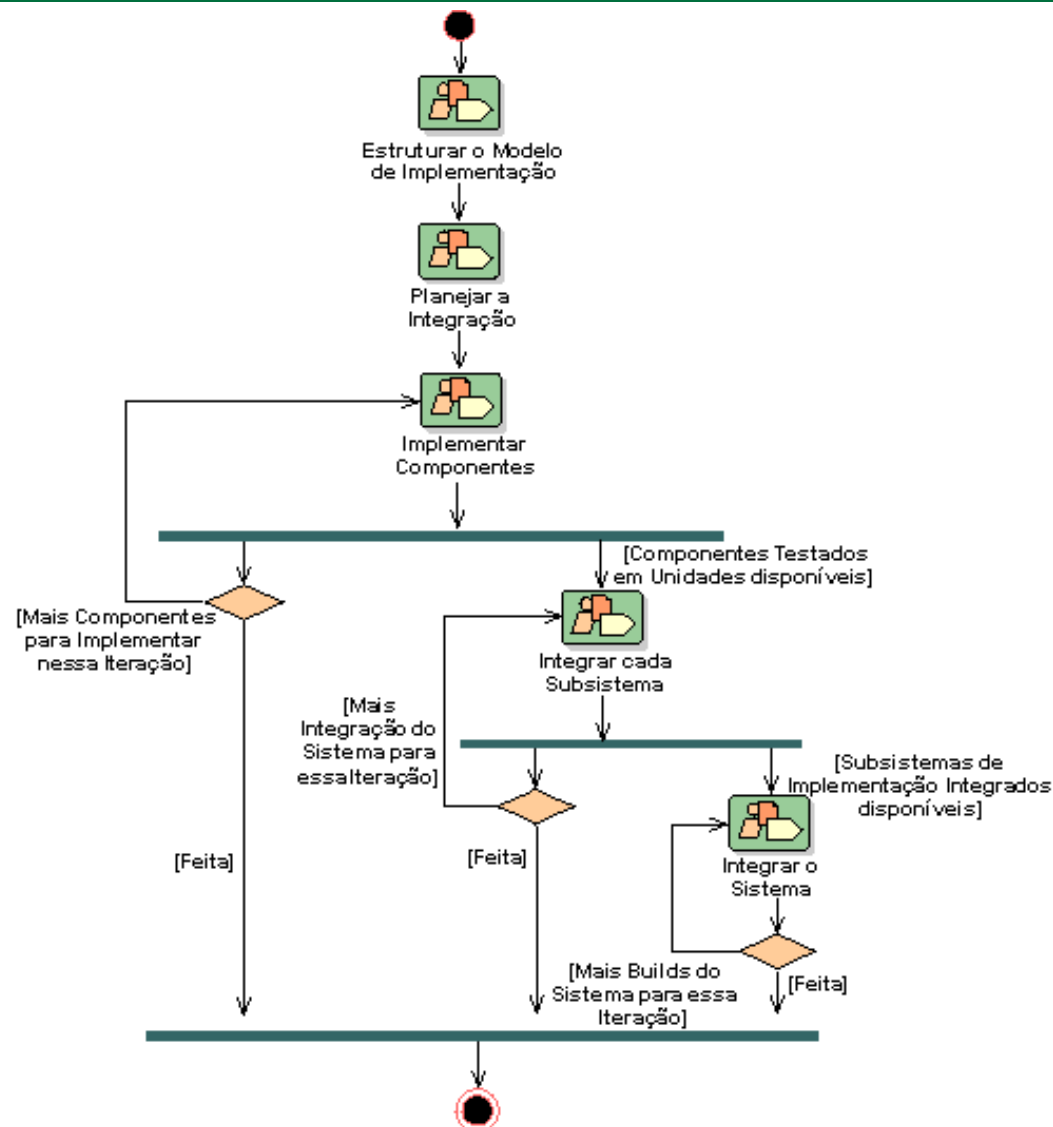 Estruturar o Modelo
de Implementação
Planejar a
Integração
Implementar
Componentes
[Componentes Testados
em Unidades disponíveis]
[Mais Componentes
para Implementar
nessa Iteração]
Integrar cada
Subsistema
[Mais
Integração do
Sistema para
essa Iteração]
[Subsistemas de
Implementação Integrados
disponíveis]
[Feita]
[Feita]
Integrar o
Sistema
[Mais Builds do
Sistema para essa
Iteração]
[Feita]